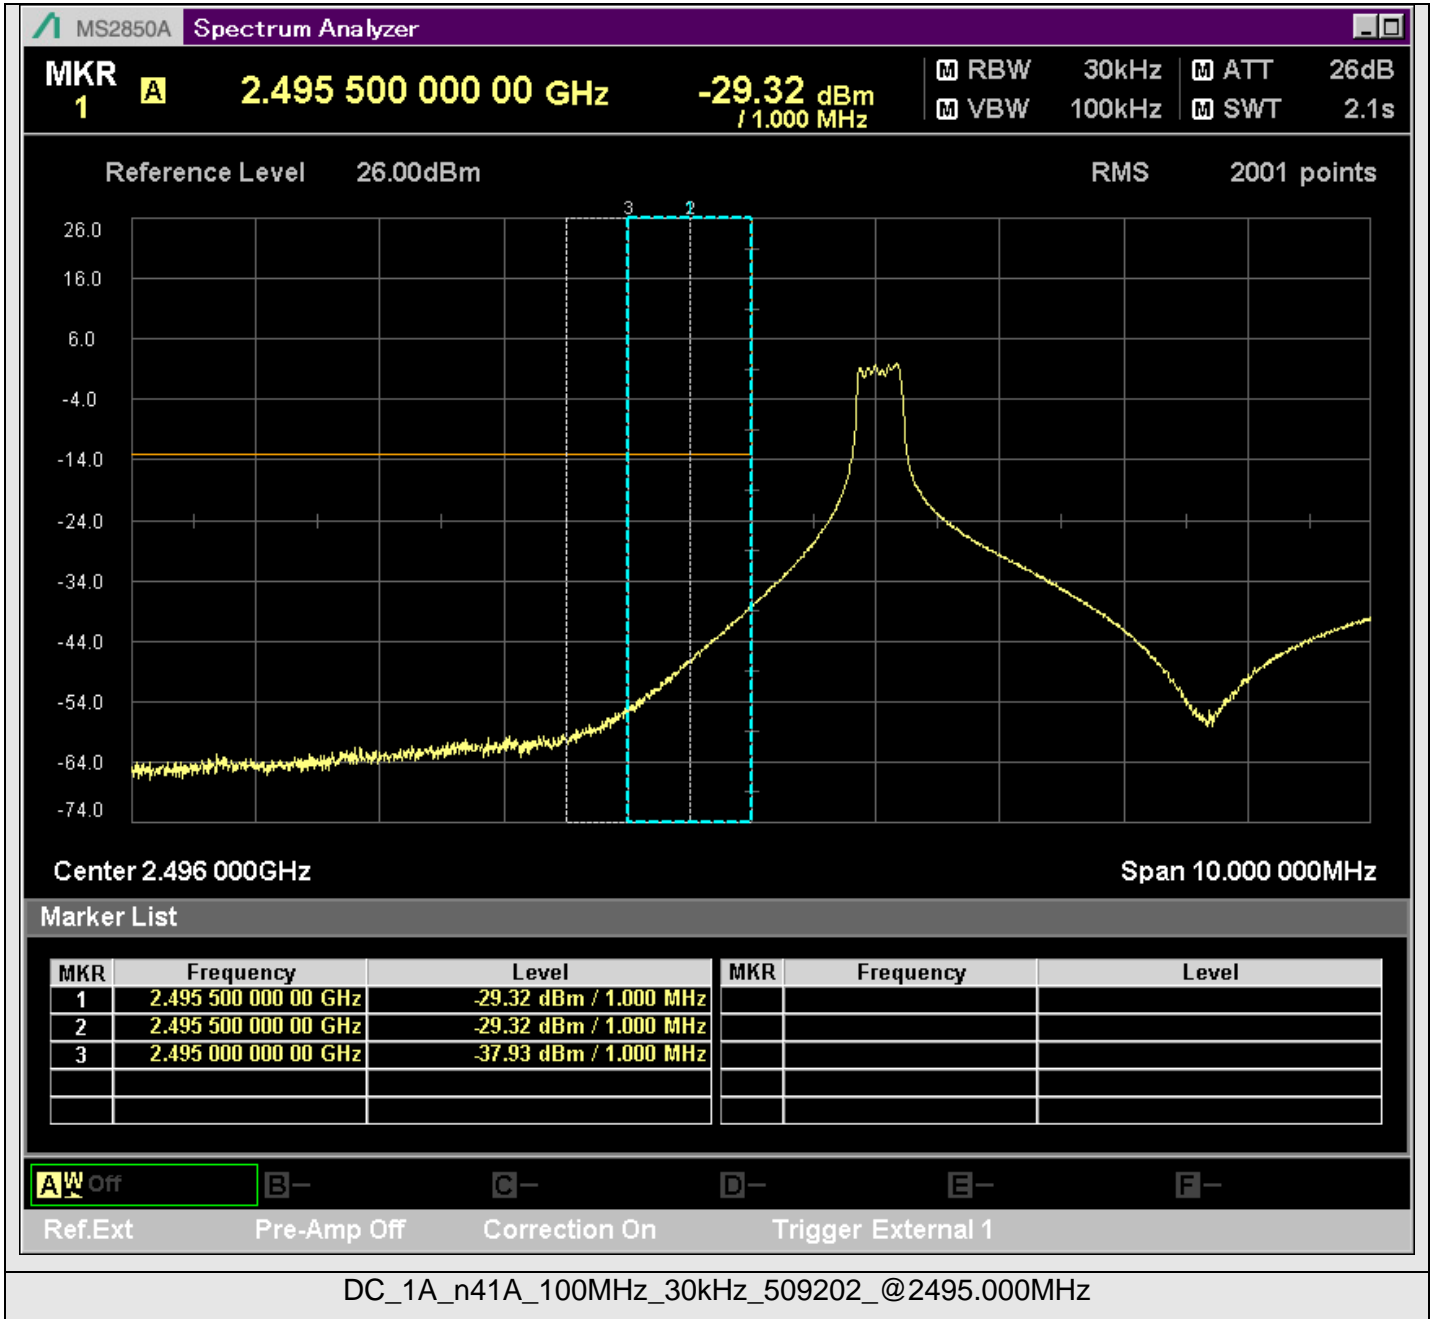 MS2850A Spectrum Analyzer
MKR 1 A 2.495 500 000 00 GHz -29.32 dBm / 1.000 MHz
M RBW 30kHz M ATT 26dB
M VBW 100kHz M SWT 2.1s
Reference Level 26.00dBm RMS 2001 points
3 2
26.0
16.0
6.0
-4.0
-14.0
-24.0
-34.0
-44.0
-54.0
-64.0
-74.0
Center 2.496 000GHz Span 10.000 000MHz
Marker List
MKR Frequency Level MKR Frequency Level
1 2.495 500 000 00 GHz -29.32 dBm / 1.000 MHz
2 2.495 500 000 00 GHz -29.32 dBm / 1.000 MHz
3 2.495 000 000 00 GHz -37.93 dBm / 1.000 MHz
A W Off B - C - D - E - F -
Ref.Ext Pre-Amp Off Correction On Trigger External 1
DC_1A_n41A_100MHz_30kHz_509202_@2495.000MHz